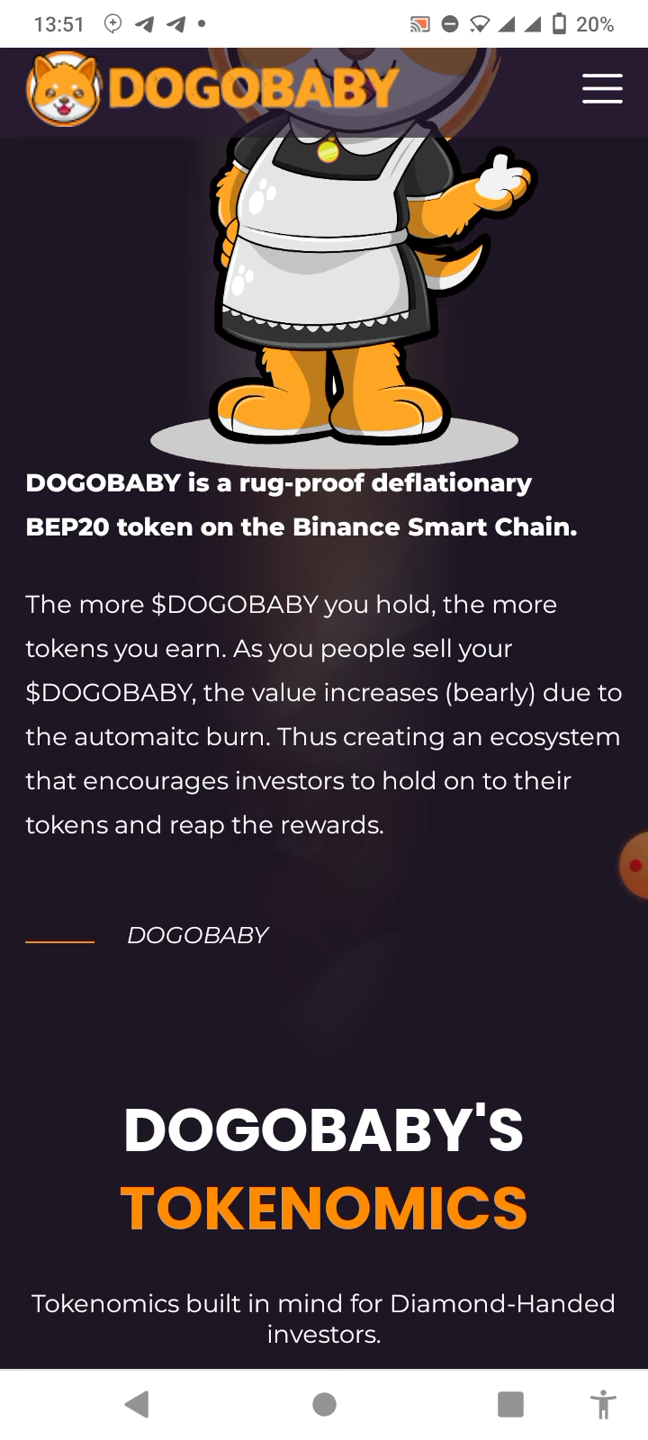 13:51
20%
DOGOBABY
DOGOBABY is a rug-proof deflationary
BEP20 token on the Binance Smart Chain.
The more $DOGOBABY you hold, the more
tokens you earn. As you people sell your
$DOGOBABY, the value increases (bearly) due to
the automaitc burn. Thus creating an ecosystem
that encourages investors to hold on to their
tokens and reap the rewards.
DOGOBABY
DOGOBABY'S
TOKENOMICS
Tokenomics built in mind for Diamond-Handed
investors.